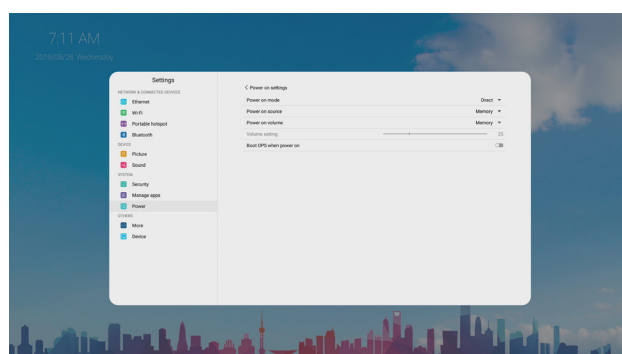 7:11 AM
2019/08/28 Wednesday
Settings
NETWORK & CONNECTED DEVICES
Ethernet
Wi-Fi
Portable hotspot
Bluetooth
DEVICE
Picture
Sound
SYSTEM
Security
Manage apps
Power
OTHERS
More
Device
Power on settings
Power on mode Direct
Power on source Memory
Power on volume Memory
Volume setting 25
Boot OPS when power on